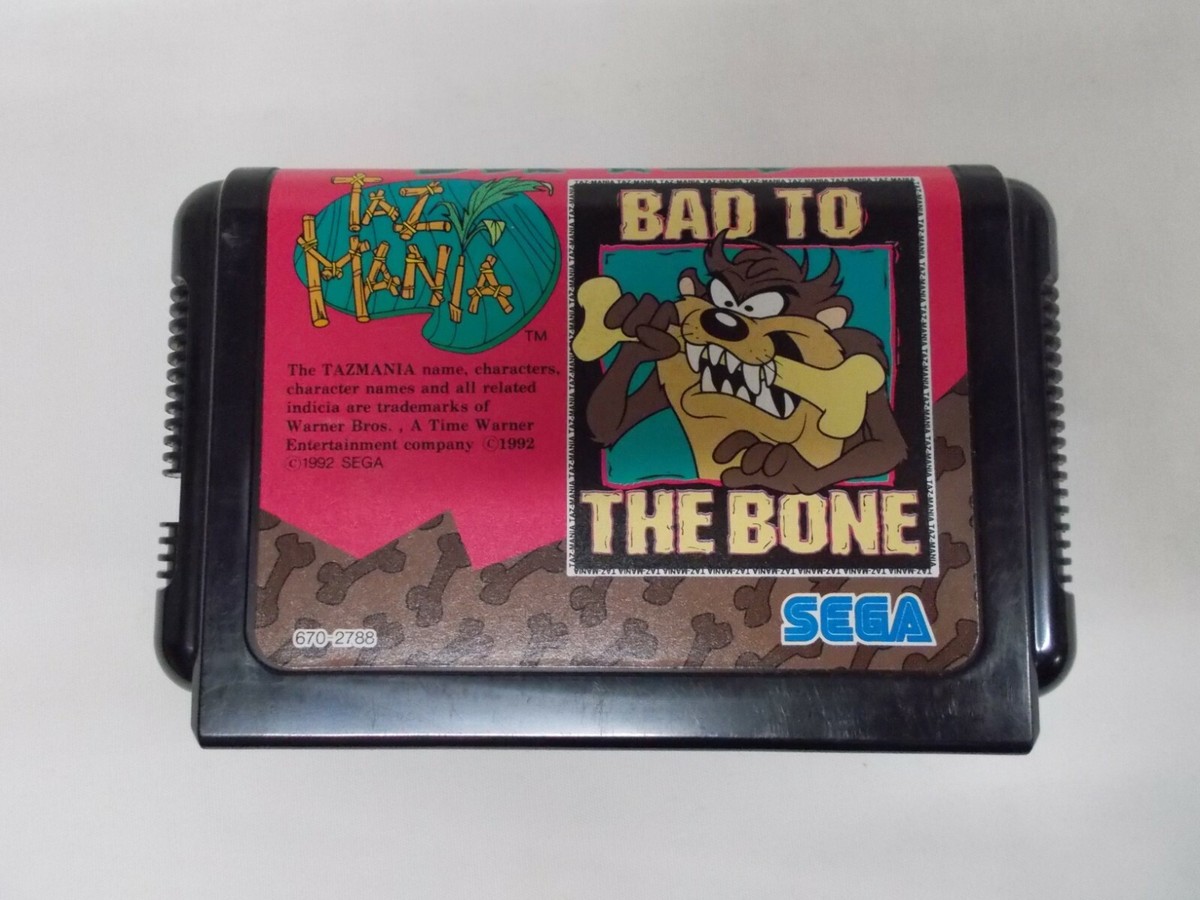 TAZ
MANIA
TM
The TAZMANIA name, characters,
character names and all related
indicia are trademarks of
Warner Bros. , A Time Warner
Entertainment company ©1992
©1992 SEGA
BAD TO
THE BONE
SEGA
670-2788